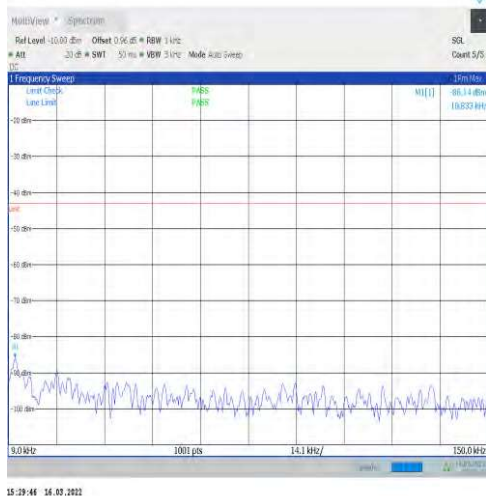 MultiView Spectrum
Ref Level -10.00 dBm Offset 0.96 dB RBW 1 kHz SGL
Att 20 dB SWT 50 ms VBW 3 kHz Mode Auto Sweep Count 5/5
DC
1 Frequency Sweep 1Rm Max
Limit Check PASS M1[1] -86.14 dBm
Line Limit PASS 10.833 kHz
-20 dBm
-30 dBm
-40 dBm
Limit
-50 dBm
-60 dBm
-70 dBm
-80 dBm
M1
-90 dBm
-100 dBm
9.0 kHz 1001 pts 14.1 kHz/ 150.0 kHz
15:29:46 16.03.2022